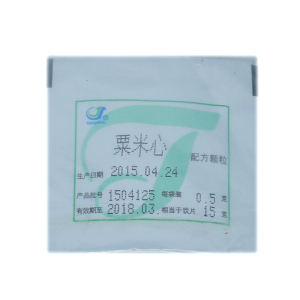 粟米心
配方颗粒
生产日期 2015.04.24
产品批号 1504125 每袋装 0.5 克
有效期至 2018.03 相当于饮片 15 克